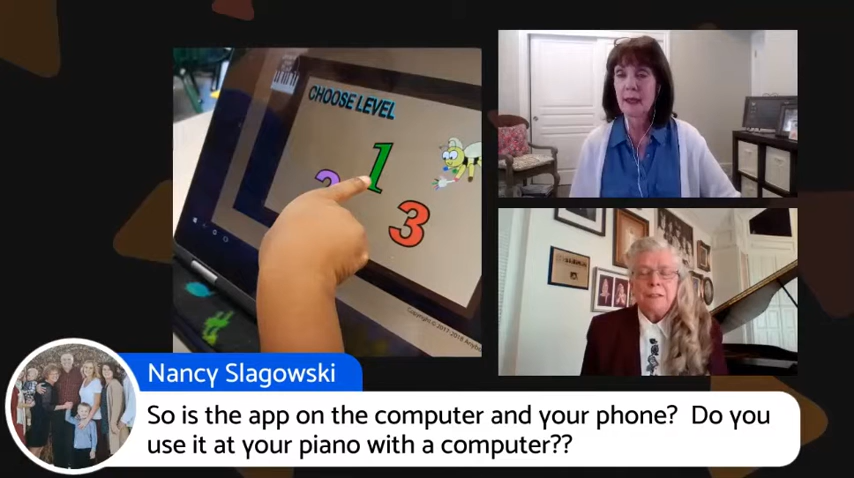 CHOOSE LEVEL
1
2
3
Nancy Slagowski
So is the app on the computer and your phone? Do you
use it at your piano with a computer??